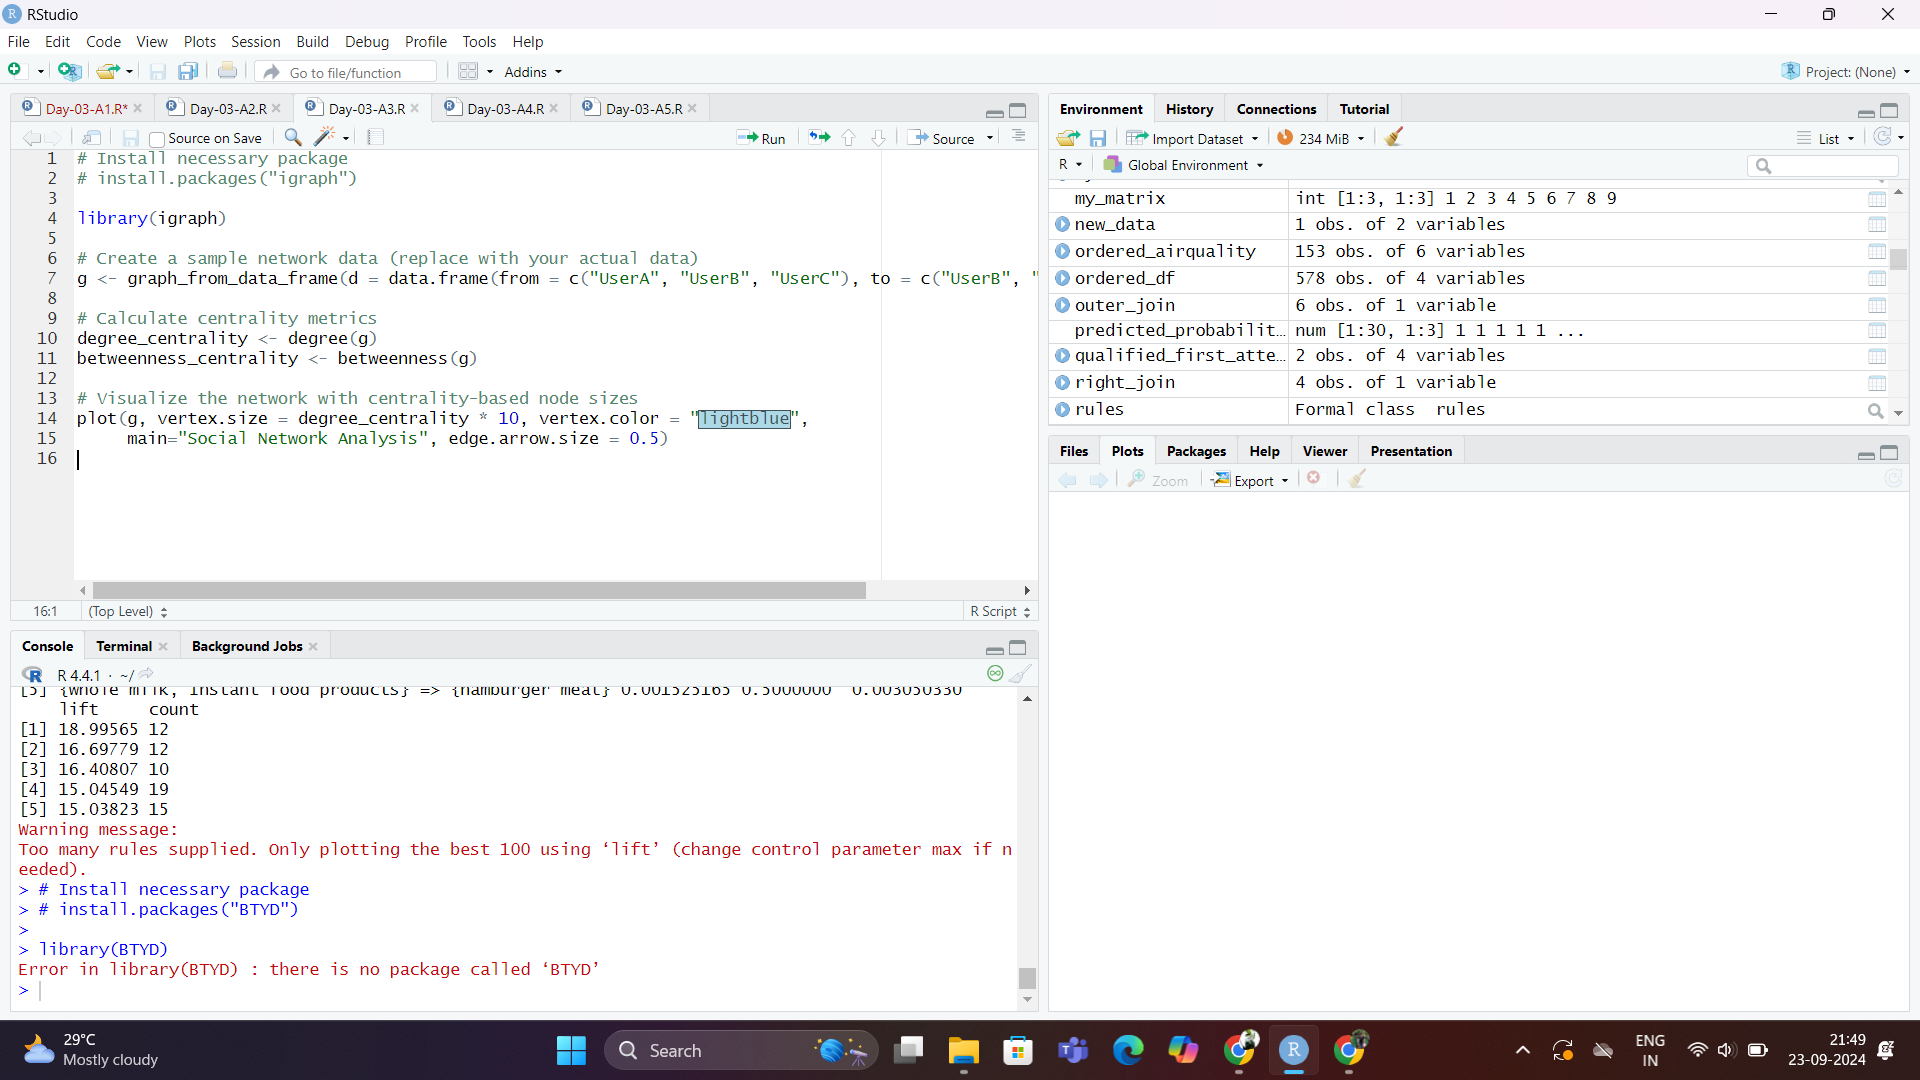 RStudio
File Edit Code View Plots Session Build Debug Profile Tools Help
Go to file/function Addins Project: (None)
Day-03-A1.R* Day-03-A2.R Day-03-A3.R Day-03-A4.R Day-03-A5.R
Source on Save Run Source
1 # Install necessary package
2 # install.packages("igraph")
3
4 library(igraph)
5
6 # Create a sample network data (replace with your actual data)
7 g <- graph_from_data_frame(d = data.frame(from = c("UserA", "UserB", "UserC"), to = c("UserB", "
8
9 # Calculate centrality metrics
10 degree_centrality <- degree(g)
11 betweenness_centrality <- betweenness(g)
12
13 # Visualize the network with centrality-based node sizes
14 plot(g, vertex.size = degree_centrality * 10, vertex.color = "lightblue",
15 main="Social Network Analysis", edge.arrow.size = 0.5)
16
16:1 (Top Level) R Script
Console Terminal Background Jobs
R 4.4.1 · ~/
[5] {whole milk, Instant food products} => {hamburger meat} 0.001525165 0.5000000 0.003050330
lift count
[1] 18.99565 12
[2] 16.69779 12
[3] 16.40807 10
[4] 15.04549 19
[5] 15.03823 15
Warning message:
Too many rules supplied. Only plotting the best 100 using ‘lift’ (change control parameter max if n
eeded).
> # Install necessary package
> # install.packages("BTYD")
>
> library(BTYD)
Error in library(BTYD) : there is no package called ‘BTYD’
>
Environment History Connections Tutorial
Import Dataset 234 MiB List
R Global Environment
my_matrix int [1:3, 1:3] 1 2 3 4 5 6 7 8 9
new_data 1 obs. of 2 variables
ordered_airquality 153 obs. of 6 variables
ordered_df 578 obs. of 4 variables
outer_join 6 obs. of 1 variable
predicted_probabilit… num [1:30, 1:3] 1 1 1 1 1 ...
qualified_first_atte… 2 obs. of 4 variables
right_join 4 obs. of 1 variable
rules Formal class rules
Files Plots Packages Help Viewer Presentation
Zoom Export
29°C
Mostly cloudy
Search
ENG
IN
21:49
23-09-2024